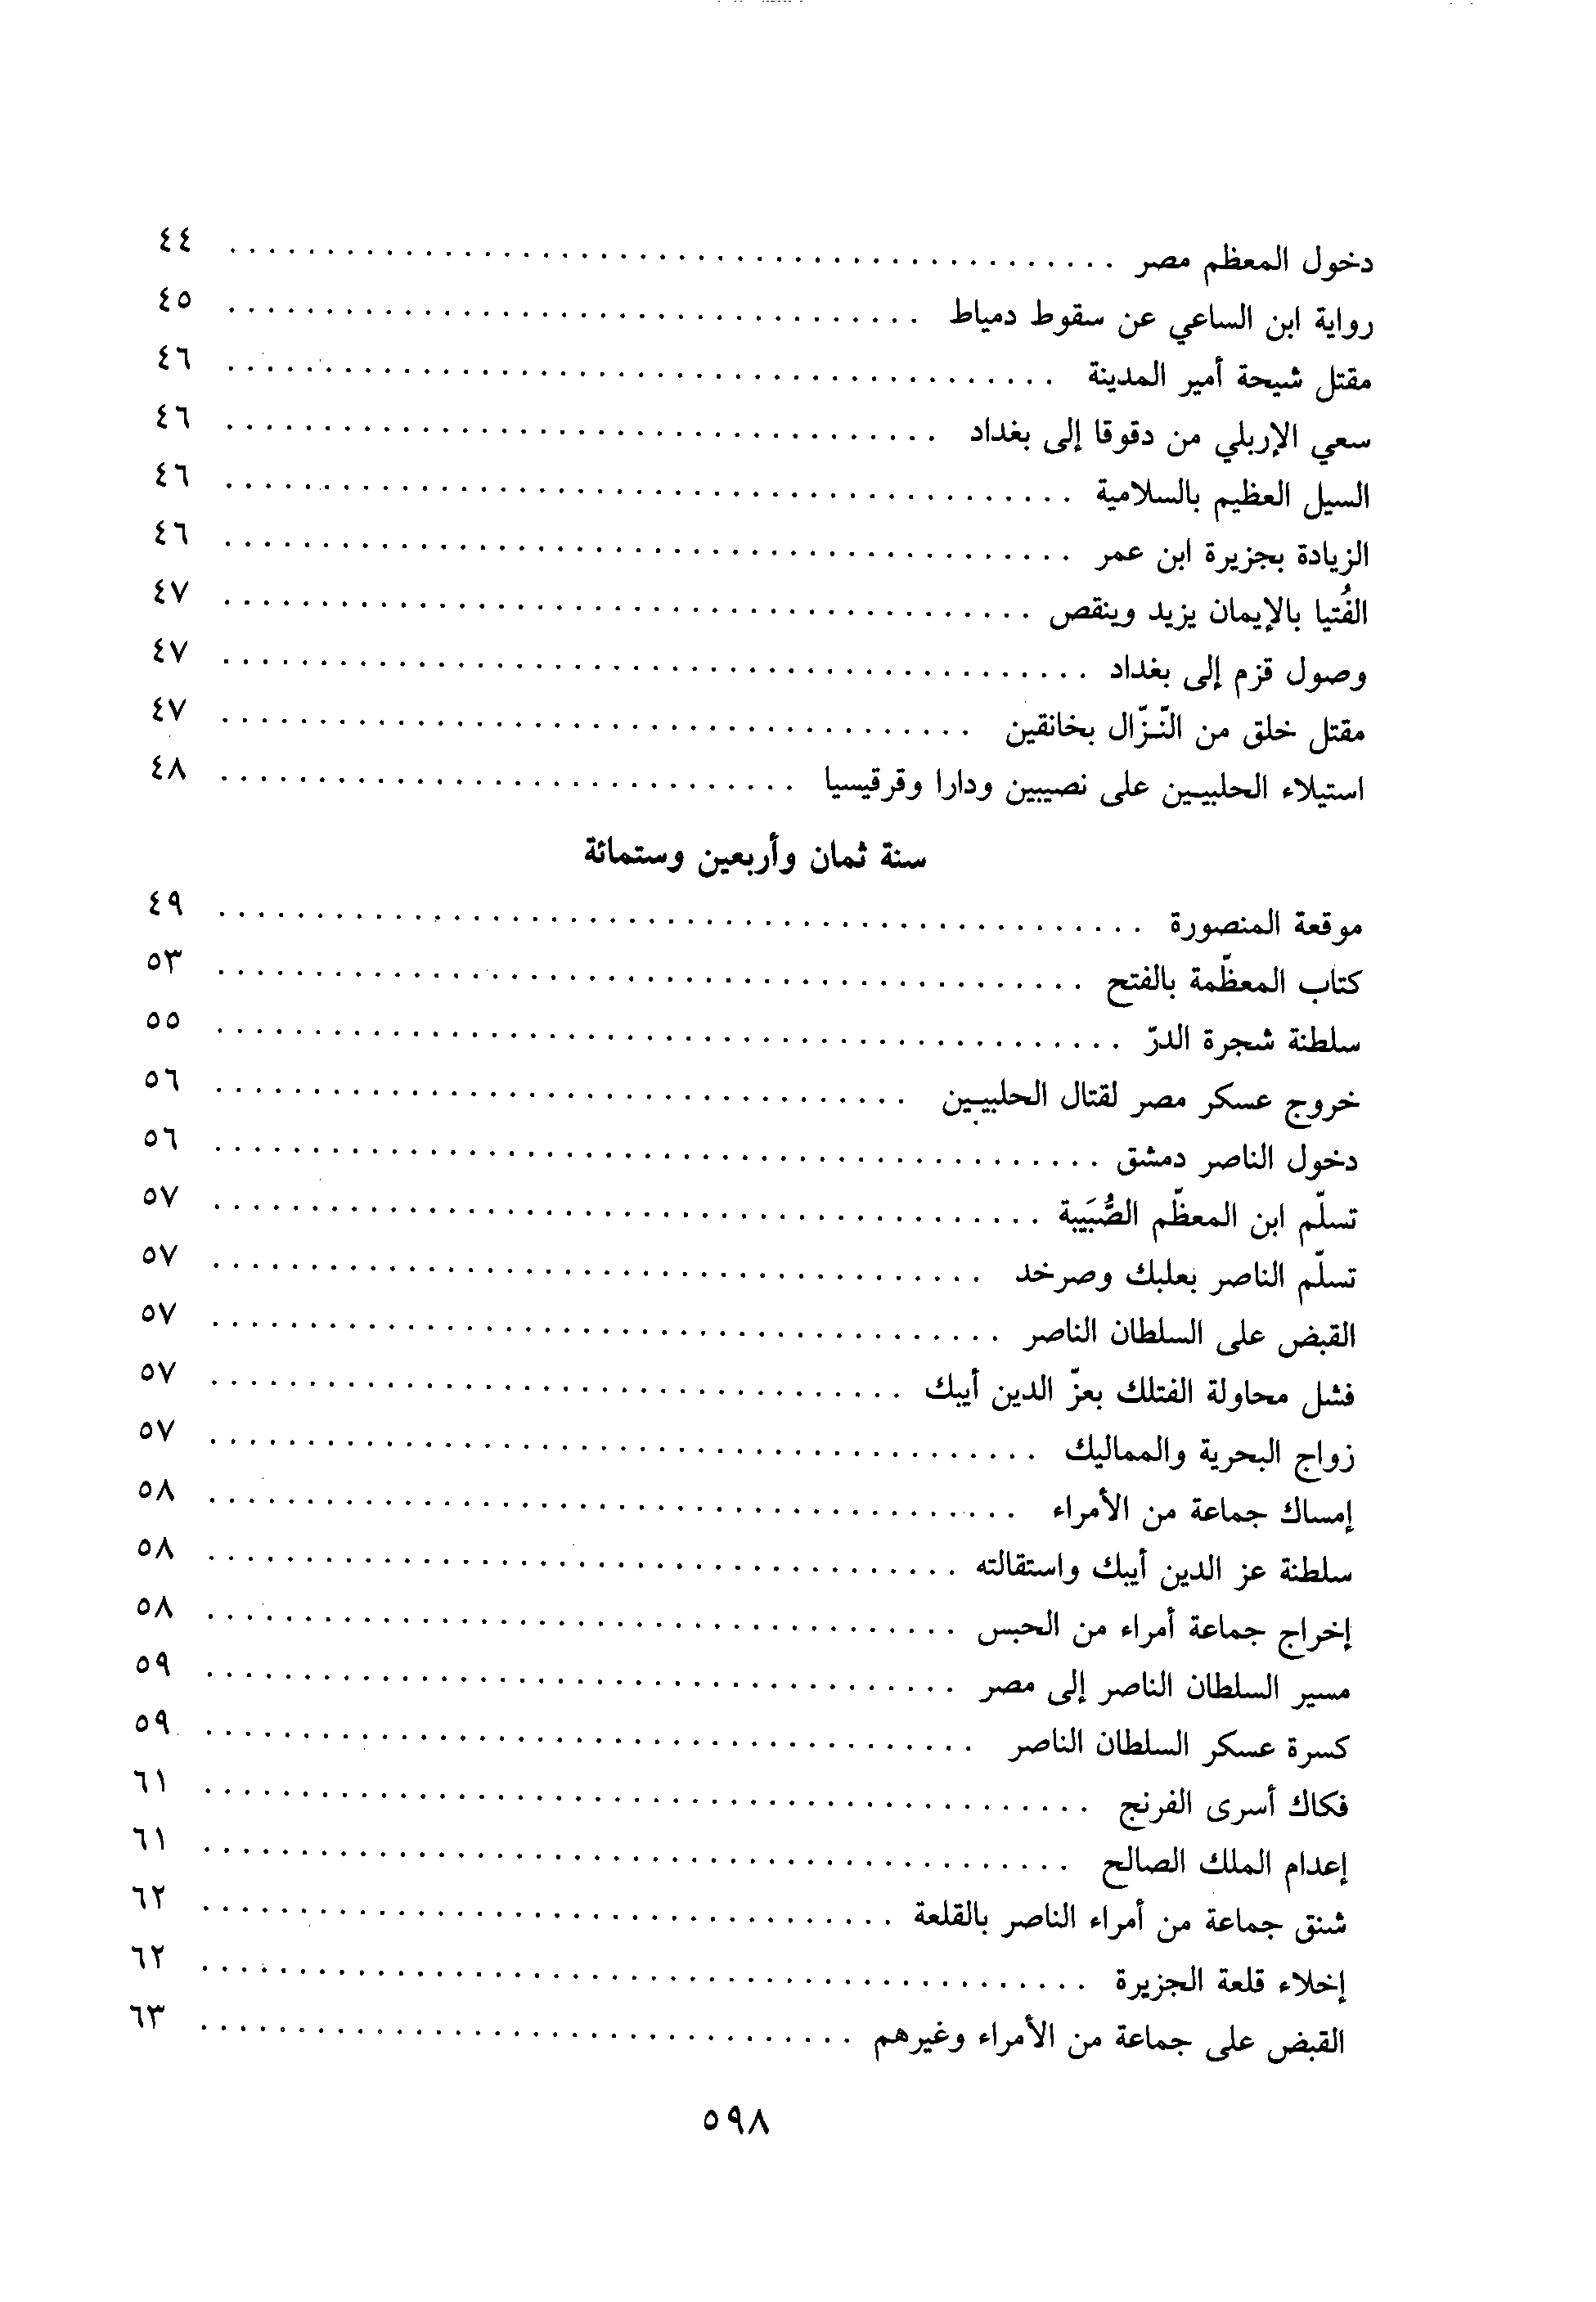 دخول المعظم مصر . . . . . . . . . . ٤٤
رواية ابن الساعي عن سقوط دمياط . . . . . . . . . . ٤٥
مقتل شيحة أمير المدينة . . . . . . . . . . ٤٦
سعي الإربلي من دقوقا إلى بغداد . . . . . . . . . . ٤٦
السيل العظيم بالسلامية . . . . . . . . . . ٤٦
الزيادة بجزيرة ابن عمر . . . . . . . . . . ٤٦
الفُتيا بالإيمان يزيد وينقص . . . . . . . . . . ٤٧
وصول قزم إلى بغداد . . . . . . . . . . ٤٧
مقتل خلق من النّزّال بخانقين . . . . . . . . . . ٤٧
استيلاء الحلبيين على نصيبين ودارا وقرقيسيا . . . . . . . . . . ٤٨
سنة ثمان وأربعين وستمائة
موقعة المنصورة . . . . . . . . . . ٤٩
كتاب المعظّمة بالفتح . . . . . . . . . . ٥٣
سلطنة شجرة الدرّ . . . . . . . . . . ٥٥
خروج عسكر مصر لقتال الحلبيين . . . . . . . . . . ٥٦
دخول الناصر دمشق . . . . . . . . . . ٥٦
تسلّم ابن المعظّم الصُّبَيبة . . . . . . . . . . ٥٧
تسلّم الناصر بعلبك وصرخد . . . . . . . . . . ٥٧
القبض على السلطان الناصر . . . . . . . . . . ٥٧
فشل محاولة الفتلك بعزّ الدين أيبك . . . . . . . . . . ٥٧
زواج البحرية والمماليك . . . . . . . . . . ٥٧
إمساك جماعة من الأمراء . . . . . . . . . . ٥٨
سلطنة عز الدين أيبك واستقالته . . . . . . . . . . ٥٨
إخراج جماعة أمراء من الحبس . . . . . . . . . . ٥٨
مسير السلطان الناصر إلى مصر . . . . . . . . . . ٥٩
كسرة عسكر السلطان الناصر . . . . . . . . . . ٥٩
فكاك أسرى الفرنج . . . . . . . . . . ٦١
إعدام الملك الصالح . . . . . . . . . . ٦١
شنق جماعة من أمراء الناصر بالقلعة . . . . . . . . . . ٦٢
إخلاء قلعة الجزيرة . . . . . . . . . . ٦٢
القبض على جماعة من الأمراء وغيرهم . . . . . . . . . . ٦٣
٥٩٨